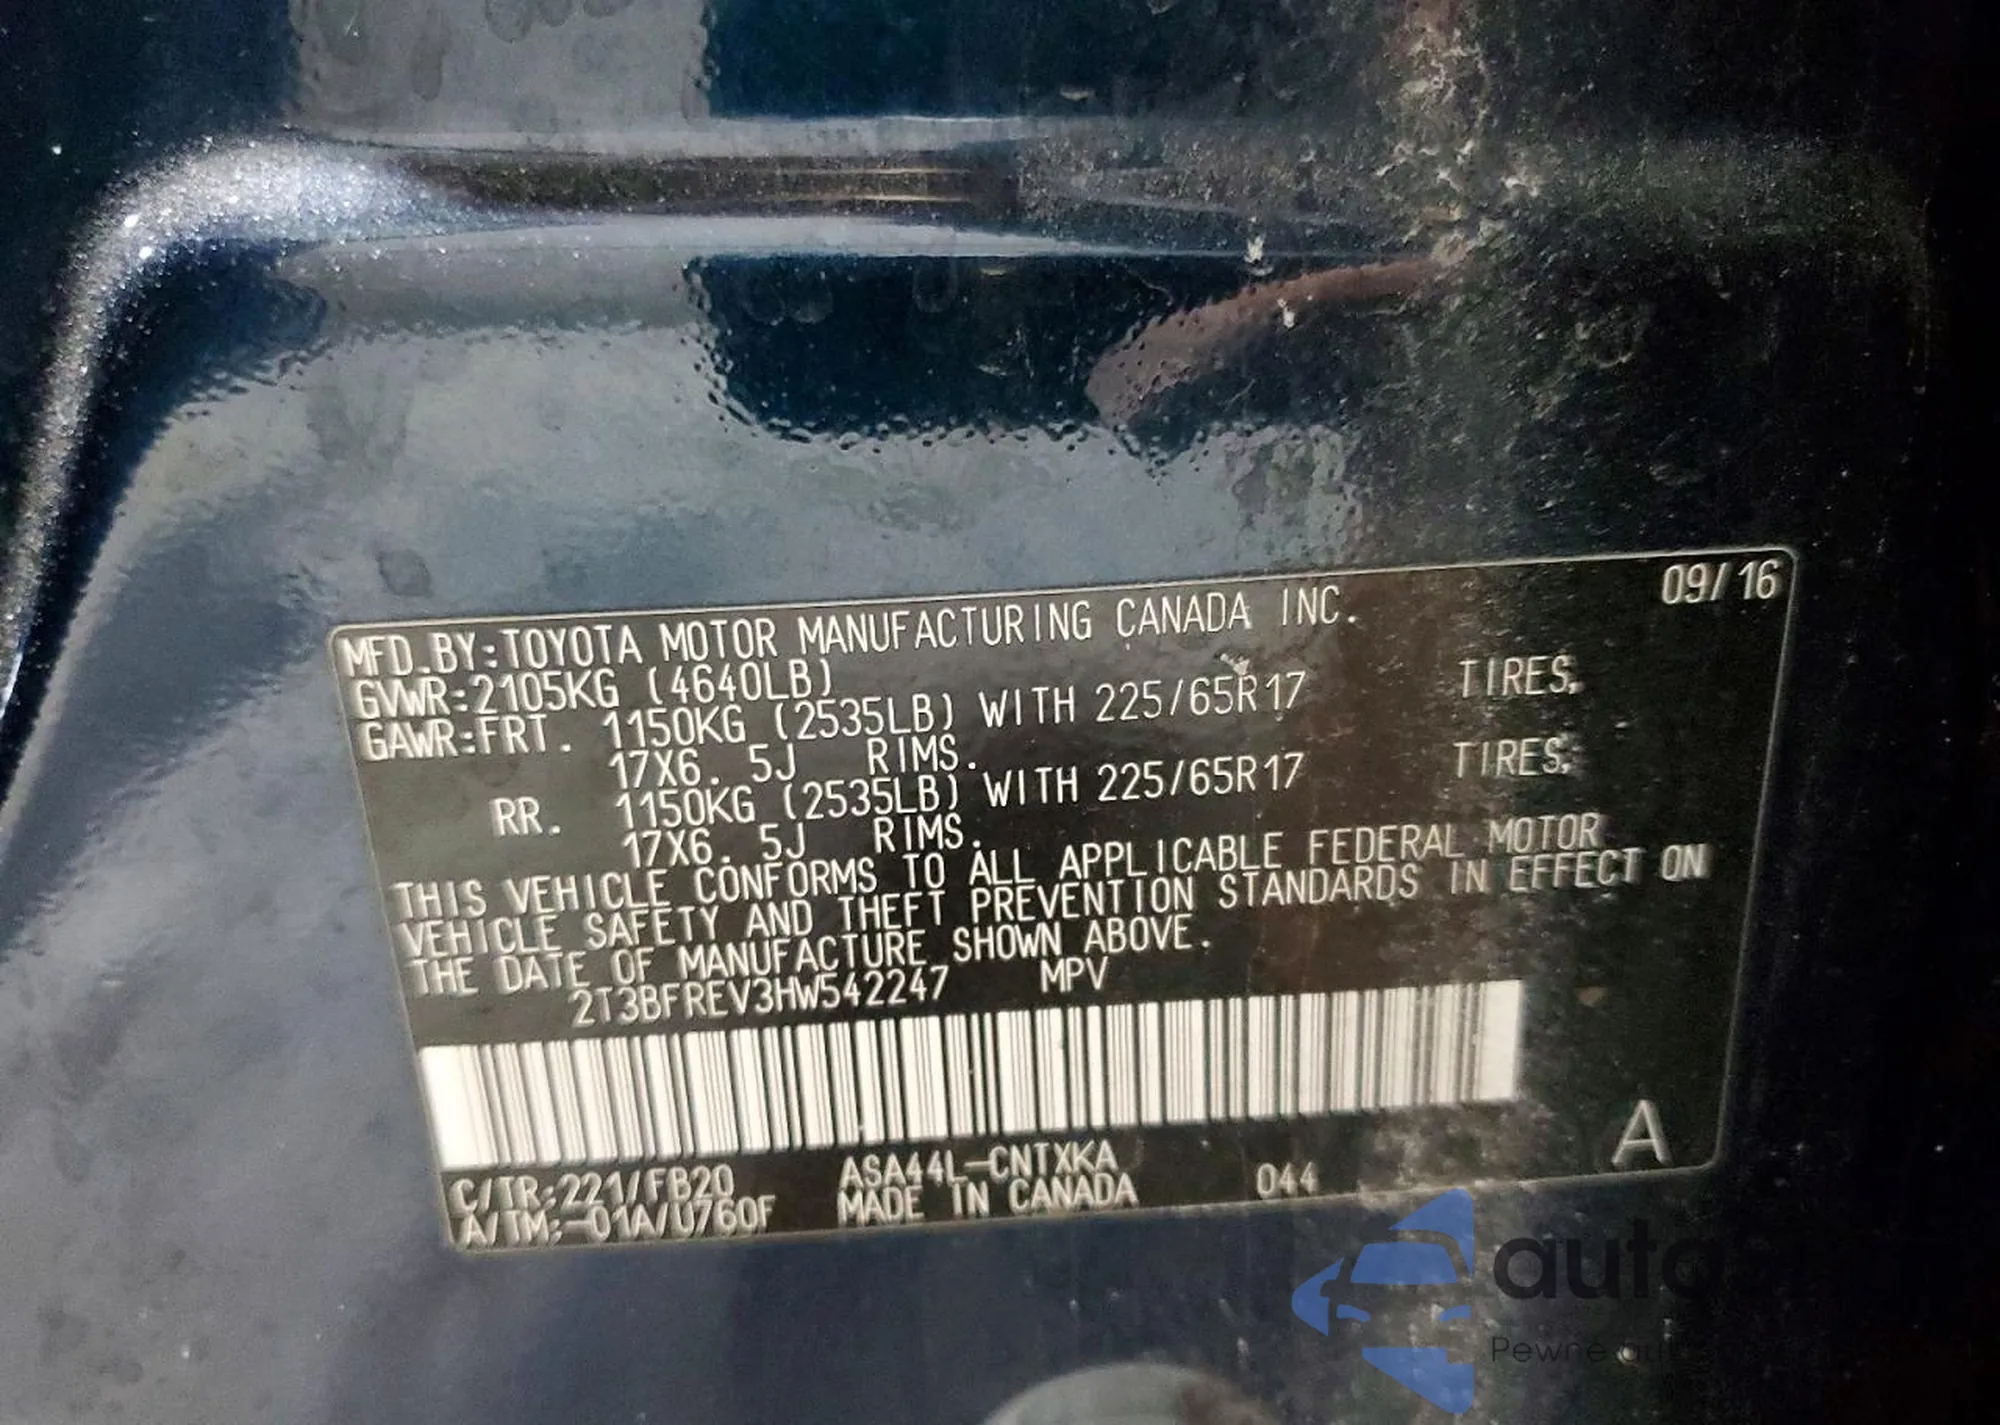 09/16
MFD.BY:TOYOTA MOTOR MANUFACTURING CANADA INC.
GVWR:2105KG (4640LB)
GAWR:FRT. 1150KG (2535LB) WITH 225/65R17 TIRES,
17X6. 5J RIMS.
RR. 1150KG (2535LB) WITH 225/65R17 TIRES,
17X6. 5J RIMS.
THIS VEHICLE CONFORMS TO ALL APPLICABLE FEDERAL MOTOR
VEHICLE SAFETY AND THEFT PREVENTION STANDARDS IN EFFECT ON
THE DATE OF MANUFACTURE SHOWN ABOVE.
2T3BFREV3HW542247 MPV
A
C/TR:221/FB20 ASA44L-CNTXKA 044
A/TM:-01A/U760F MADE IN CANADA
auto
Pewne